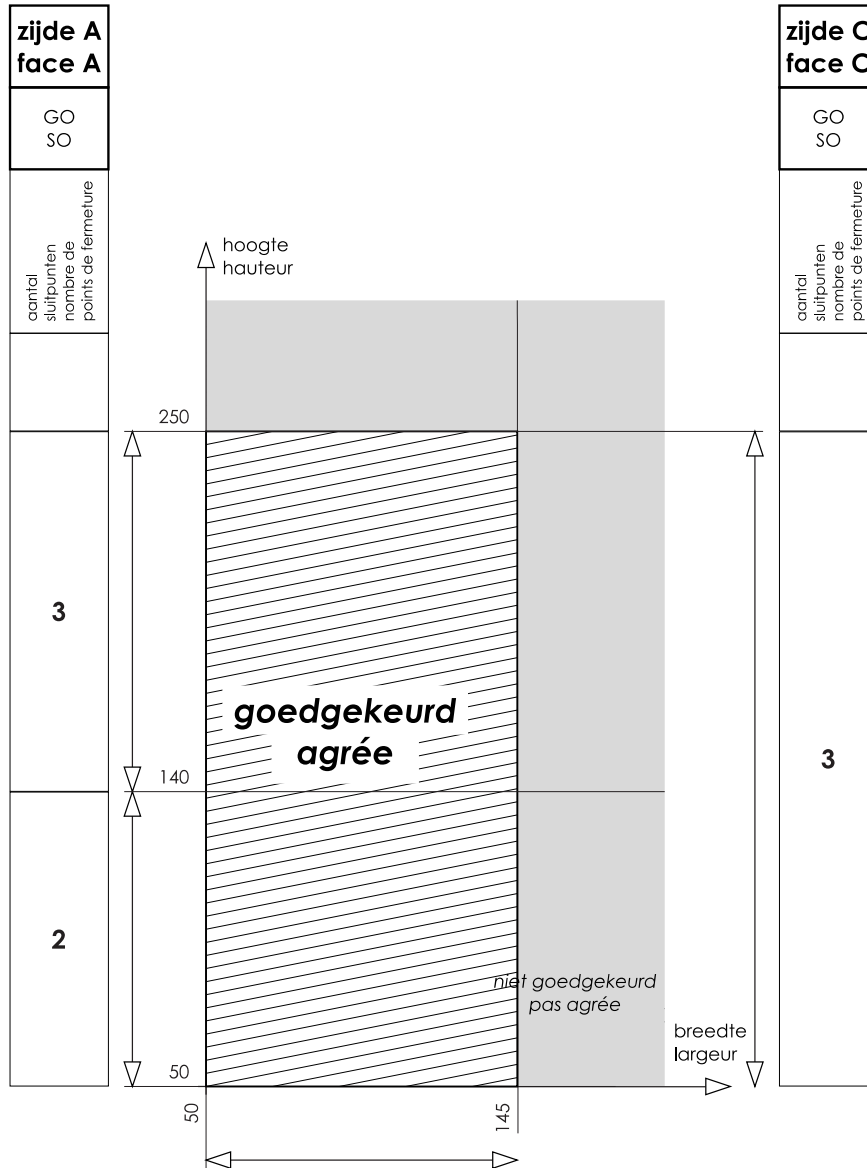 zijde A
face A
GO
SO
aantal
sluitpunten
nombre de
points de fermeture
3
2
hoogte
hauteur
250
140
50
goedgekeurd
agrée
niet goedgekeurd
pas agrée
breedte
largeur
50
145
zijde C
face C
GO
SO
aantal
sluitpunten
nombre de
points de fermeture
3